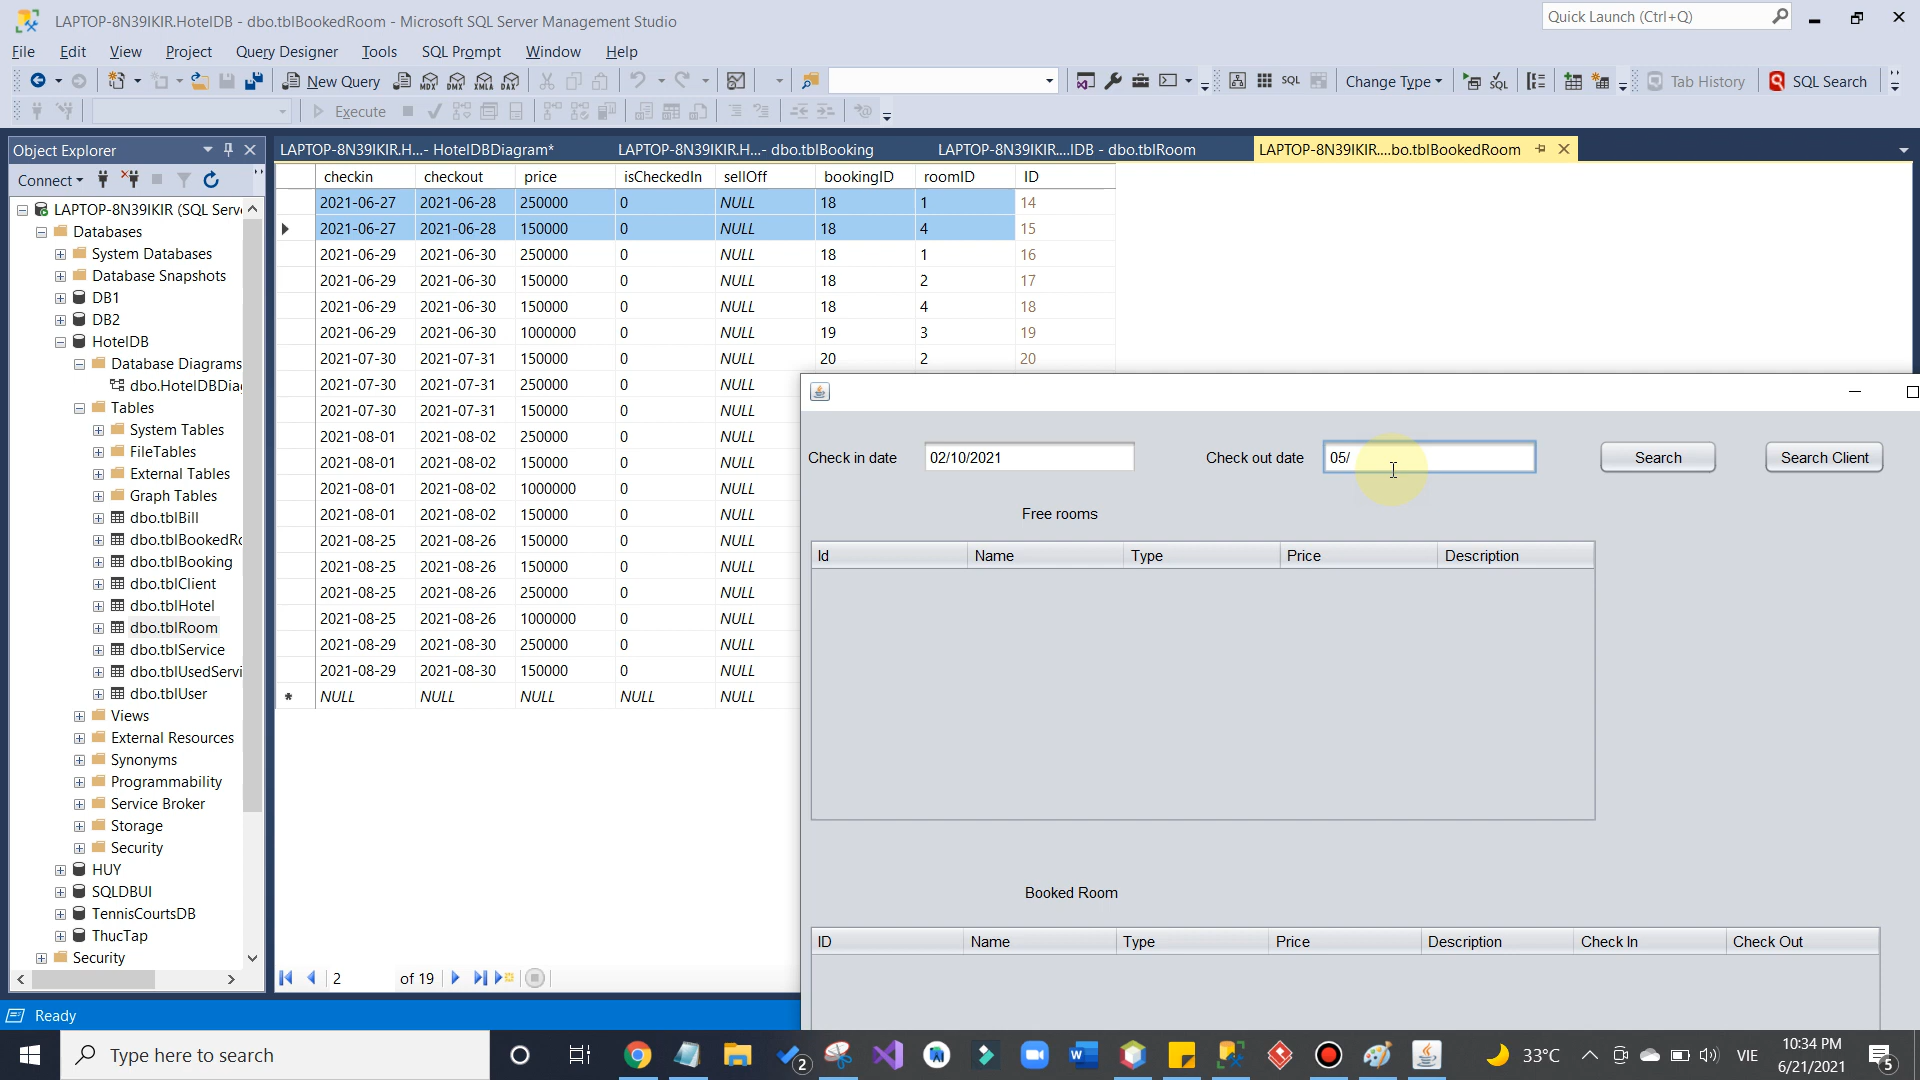 LAPTOP-8N39IKIR.HotelDB - dbo.tblBookedRoom - Microsoft SQL Server Management Studio
Quick Launch (Ctrl+Q)
File Edit View Project Query Designer Tools SQL Prompt Window Help
New Query MDX DMX XMLA DAX SQL Change Type Tab History SQL Search
Execute
Object Explorer
LAPTOP-8N39IKIR.H...- HotelDBDiagram* LAPTOP-8N39IKIR.H...- dbo.tblBooking LAPTOP-8N39IKIR....IDB - dbo.tblRoom LAPTOP-8N39IKIR....bo.tblBookedRoom
Connect
LAPTOP-8N39IKIR (SQL Serv
Databases
System Databases
Database Snapshots
DB1
DB2
HotelDB
Database Diagrams
dbo.HotelDBDia
Tables
System Tables
FileTables
External Tables
Graph Tables
dbo.tblBill
dbo.tblBookedRo
dbo.tblBooking
dbo.tblClient
dbo.tblHotel
dbo.tblRoom
dbo.tblService
dbo.tblUsedServi
dbo.tblUser
Views
External Resources
Synonyms
Programmability
Service Broker
Storage
Security
HUY
SQLDBUI
TennisCourtsDB
ThucTap
Security
checkin checkout price isCheckedIn sellOff bookingID roomID ID
2021-06-27 2021-06-28 250000 0 NULL 18 1 14
2021-06-27 2021-06-28 150000 0 NULL 18 4 15
2021-06-29 2021-06-30 250000 0 NULL 18 1 16
2021-06-29 2021-06-30 150000 0 NULL 18 2 17
2021-06-29 2021-06-30 150000 0 NULL 18 4 18
2021-06-29 2021-06-30 1000000 0 NULL 19 3 19
2021-07-30 2021-07-31 150000 0 NULL 20 2 20
2021-07-30 2021-07-31 250000 0 NULL
2021-07-30 2021-07-31 150000 0 NULL
2021-08-01 2021-08-02 250000 0 NULL
2021-08-01 2021-08-02 150000 0 NULL
2021-08-01 2021-08-02 1000000 0 NULL
2021-08-01 2021-08-02 150000 0 NULL
2021-08-25 2021-08-26 150000 0 NULL
2021-08-25 2021-08-26 150000 0 NULL
2021-08-25 2021-08-26 250000 0 NULL
2021-08-25 2021-08-26 1000000 0 NULL
2021-08-29 2021-08-30 250000 0 NULL
2021-08-29 2021-08-30 150000 0 NULL
* NULL NULL NULL NULL NULL
2 of 19
Check in date 02/10/2021 Check out date 05/ Search Search Client
Free rooms
Id Name Type Price Description
Booked Room
ID Name Type Price Description Check In Check Out
Ready
Type here to search
2
33°C
VIE
10:34 PM
6/21/2021
5